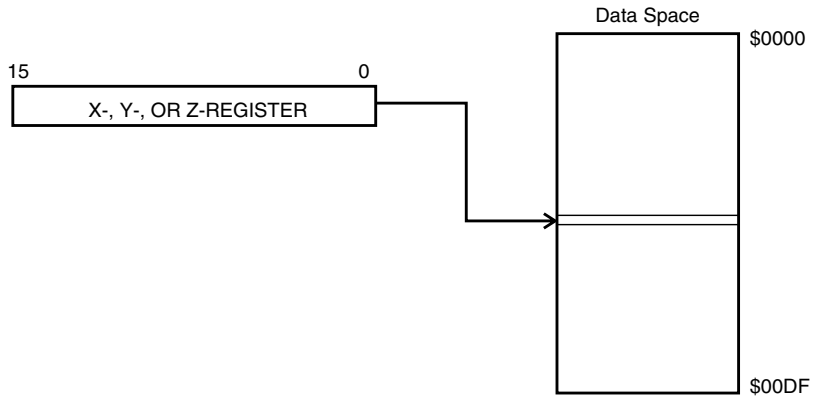 Data Space
$0000
15 0
X-, Y-, OR Z-REGISTER
$00DF